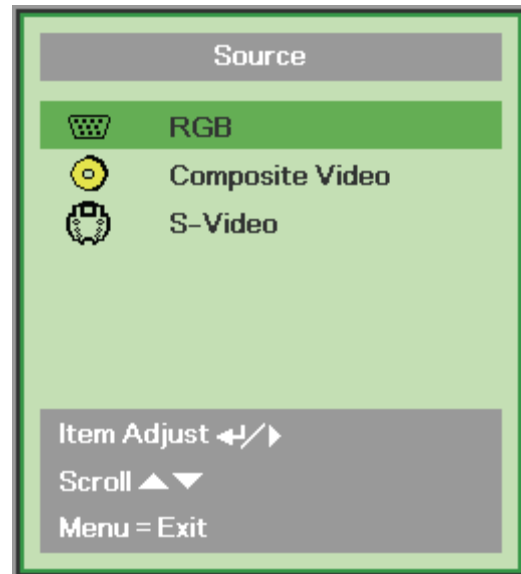 Source
RGB
Composite Video
S-Video
Item Adjust ↵/▶
Scroll ▲▼
Menu = Exit